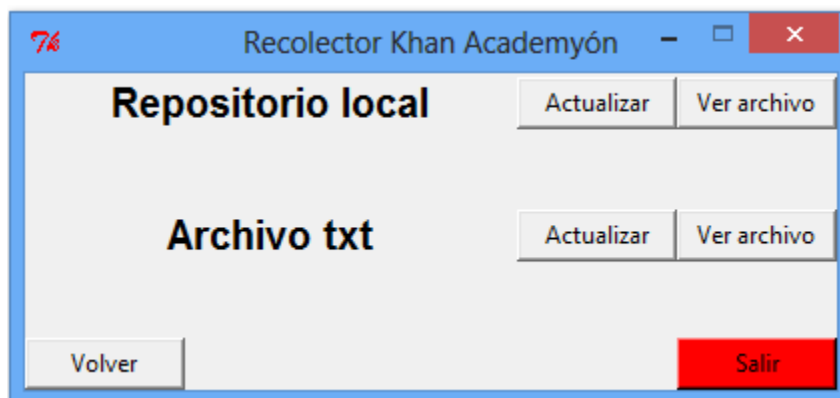 Recolector Khan Academyón
Repositorio local Actualizar Ver archivo
Archivo txt Actualizar Ver archivo
Volver Salir